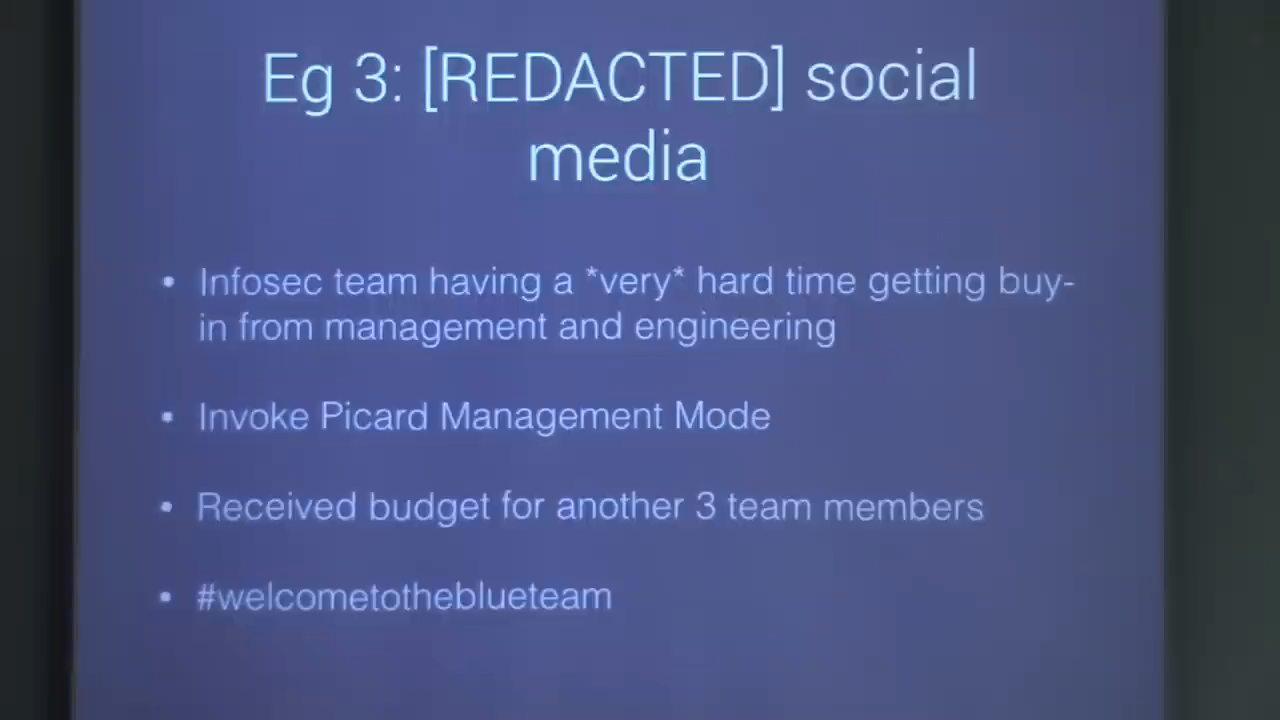 Eg 3: [REDACTED] social
media
• Infosec team having a *very* hard time getting buy-
in from management and engineering
• Invoke Picard Management Mode
• Received budget for another 3 team members
• #welcometotheblueteam